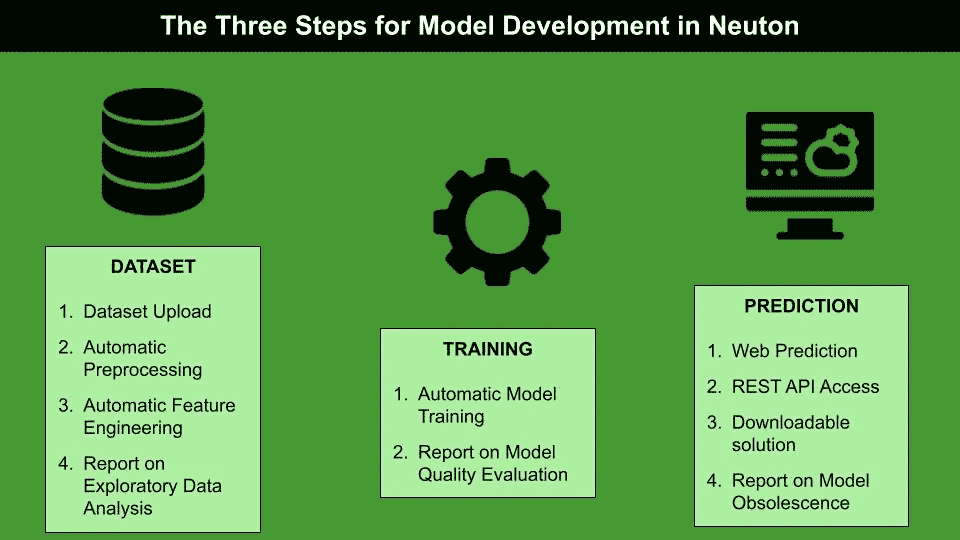 The Three Steps for Model Development in Neuton
DATASET
1. Dataset Upload
2. Automatic
Preprocessing
3. Automatic Feature
Engineering
4. Report on
Exploratory Data
Analysis
TRAINING
1. Automatic Model
Training
2. Report on Model
Quality Evaluation
PREDICTION
1. Web Prediction
2. REST API Access
3. Downloadable
solution
4. Report on Model
Obsolescence